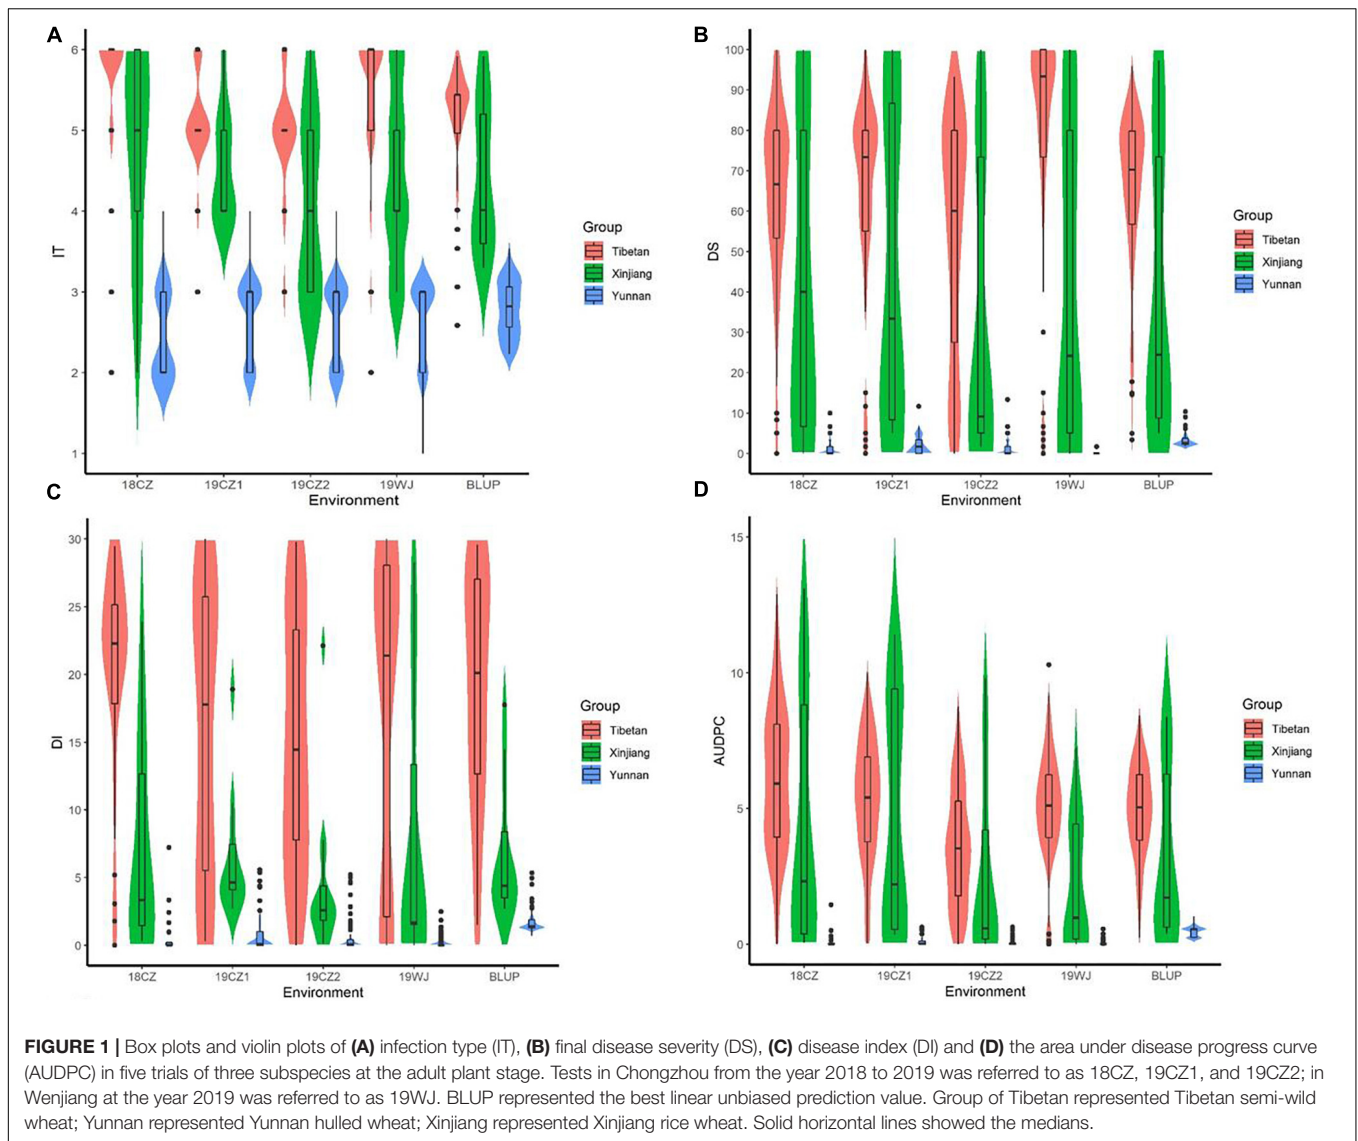 A
6
5
4
3
2
1
IT
18CZ
19CZ1
19CZ2
19WJ
BLUP
Environment
Group
Tibetan
Xinjiang
Yunnan
B
100
90
80
70
60
50
40
30
20
10
0
DS
18CZ
19CZ1
19CZ2
19WJ
BLUP
Environment
Group
Tibetan
Xinjiang
Yunnan
C
30
25
20
15
10
5
0
DI
18CZ
19CZ1
19CZ2
19WJ
BLUP
Environment
Group
Tibetan
Xinjiang
Yunnan
D
15
10
5
0
AUDPC
18CZ
19CZ1
19CZ2
19WJ
BLUP
Environment
Group
Tibetan
Xinjiang
Yunnan
FIGURE 1 | Box plots and violin plots of (A) infection type (IT), (B) final disease severity (DS), (C) disease index (DI) and (D) the area under disease progress curve
(AUDPC) in five trials of three subspecies at the adult plant stage. Tests in Chongzhou from the year 2018 to 2019 was referred to as 18CZ, 19CZ1, and 19CZ2; in
Wenjiang at the year 2019 was referred to as 19WJ. BLUP represented the best linear unbiased prediction value. Group of Tibetan represented Tibetan semi-wild
wheat; Yunnan represented Yunnan hulled wheat; Xinjiang represented Xinjiang rice wheat. Solid horizontal lines showed the medians.